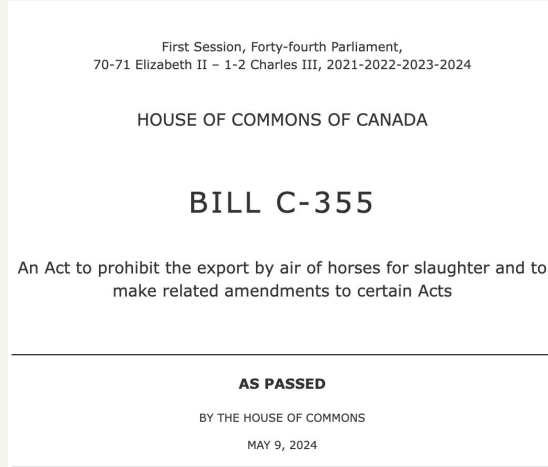 First Session, Forty-fourth Parliament,
70-71 Elizabeth II – 1-2 Charles III, 2021-2022-2023-2024
HOUSE OF COMMONS OF CANADA
BILL C-355
An Act to prohibit the export by air of horses for slaughter and to
make related amendments to certain Acts
AS PASSED
BY THE HOUSE OF COMMONS
MAY 9, 2024